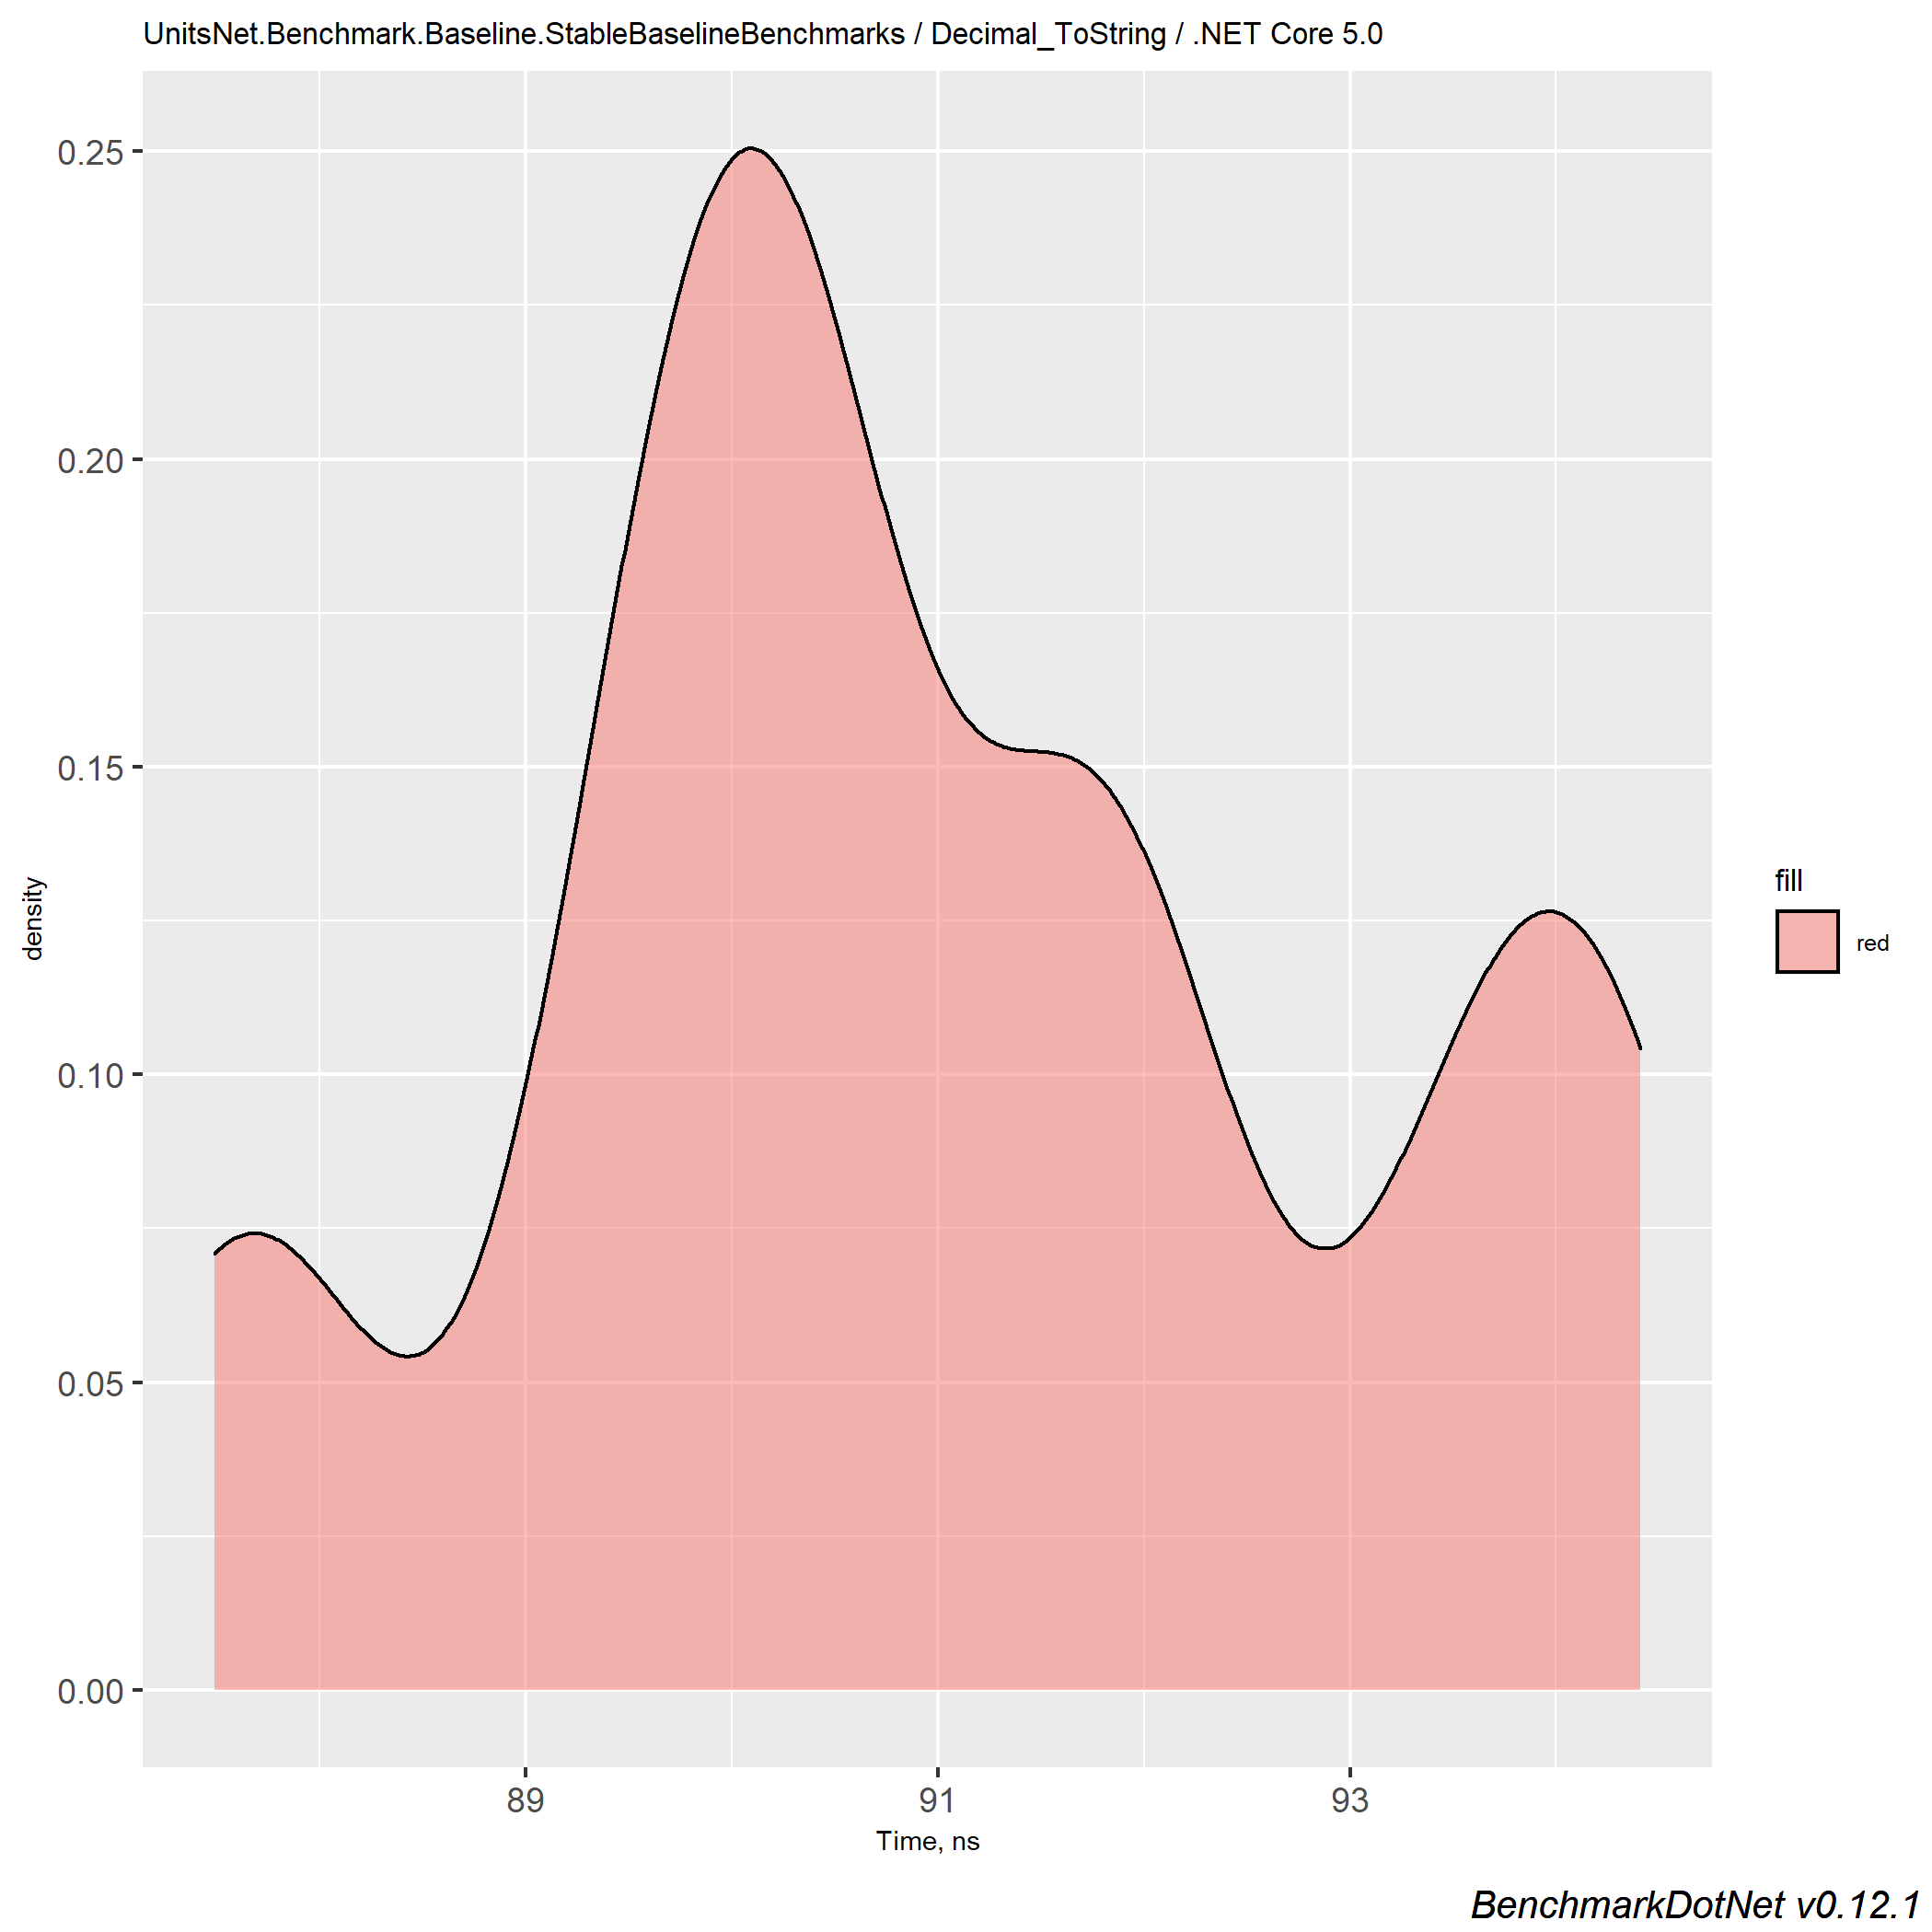 UnitsNet.Benchmark.Baseline.StableBaselineBenchmarks / Decimal_ToString / .NET Core 5.0
0.25
0.20
0.15
0.10
0.05
0.00
density
89 91 93
Time, ns
fill
red
BenchmarkDotNet v0.12.1